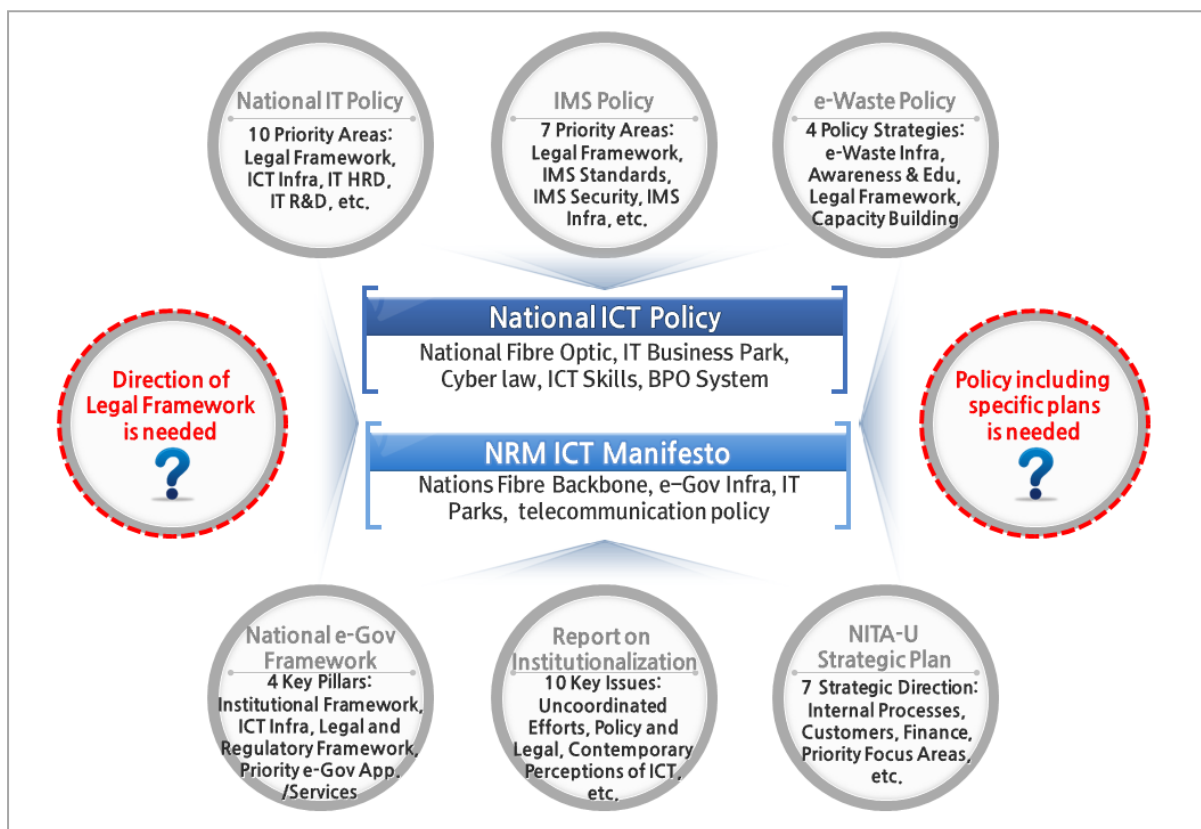 National IT Policy
10 Priority Areas:
Legal Framework,
ICT Infra, IT HRD,
IT R&D, etc.
IMS Policy
7 Priority Areas:
Legal Framework,
IMS Standards,
IMS Security, IMS
Infra, etc.
e-Waste Policy
4 Policy Strategies:
e-Waste Infra,
Awareness & Edu,
Legal Framework,
Capacity Building
National ICT Policy
National Fibre Optic, IT Business Park,
Cyber law, ICT Skills, BPO System
Direction of
Legal Framework
is needed
?
NRM ICT Manifesto
Nations Fibre Backbone, e-Gov Infra, IT
Parks, telecommunication policy
Policy including
specific plans
is needed
?
National e-Gov
Framework
4 Key Pillars:
Institutional Framework,
ICT Infra, Legal and
Regulatory Framework,
Priority e-Gov App.
/Services
Report on
Institutionalization
10 Key Issues:
Uncoordinated
Efforts, Policy and
Legal, Contemporary
Perceptions of ICT,
etc.
NITA-U
Strategic Plan
7 Strategic Direction:
Internal Processes,
Customers, Finance,
Priority Focus Areas,
etc.